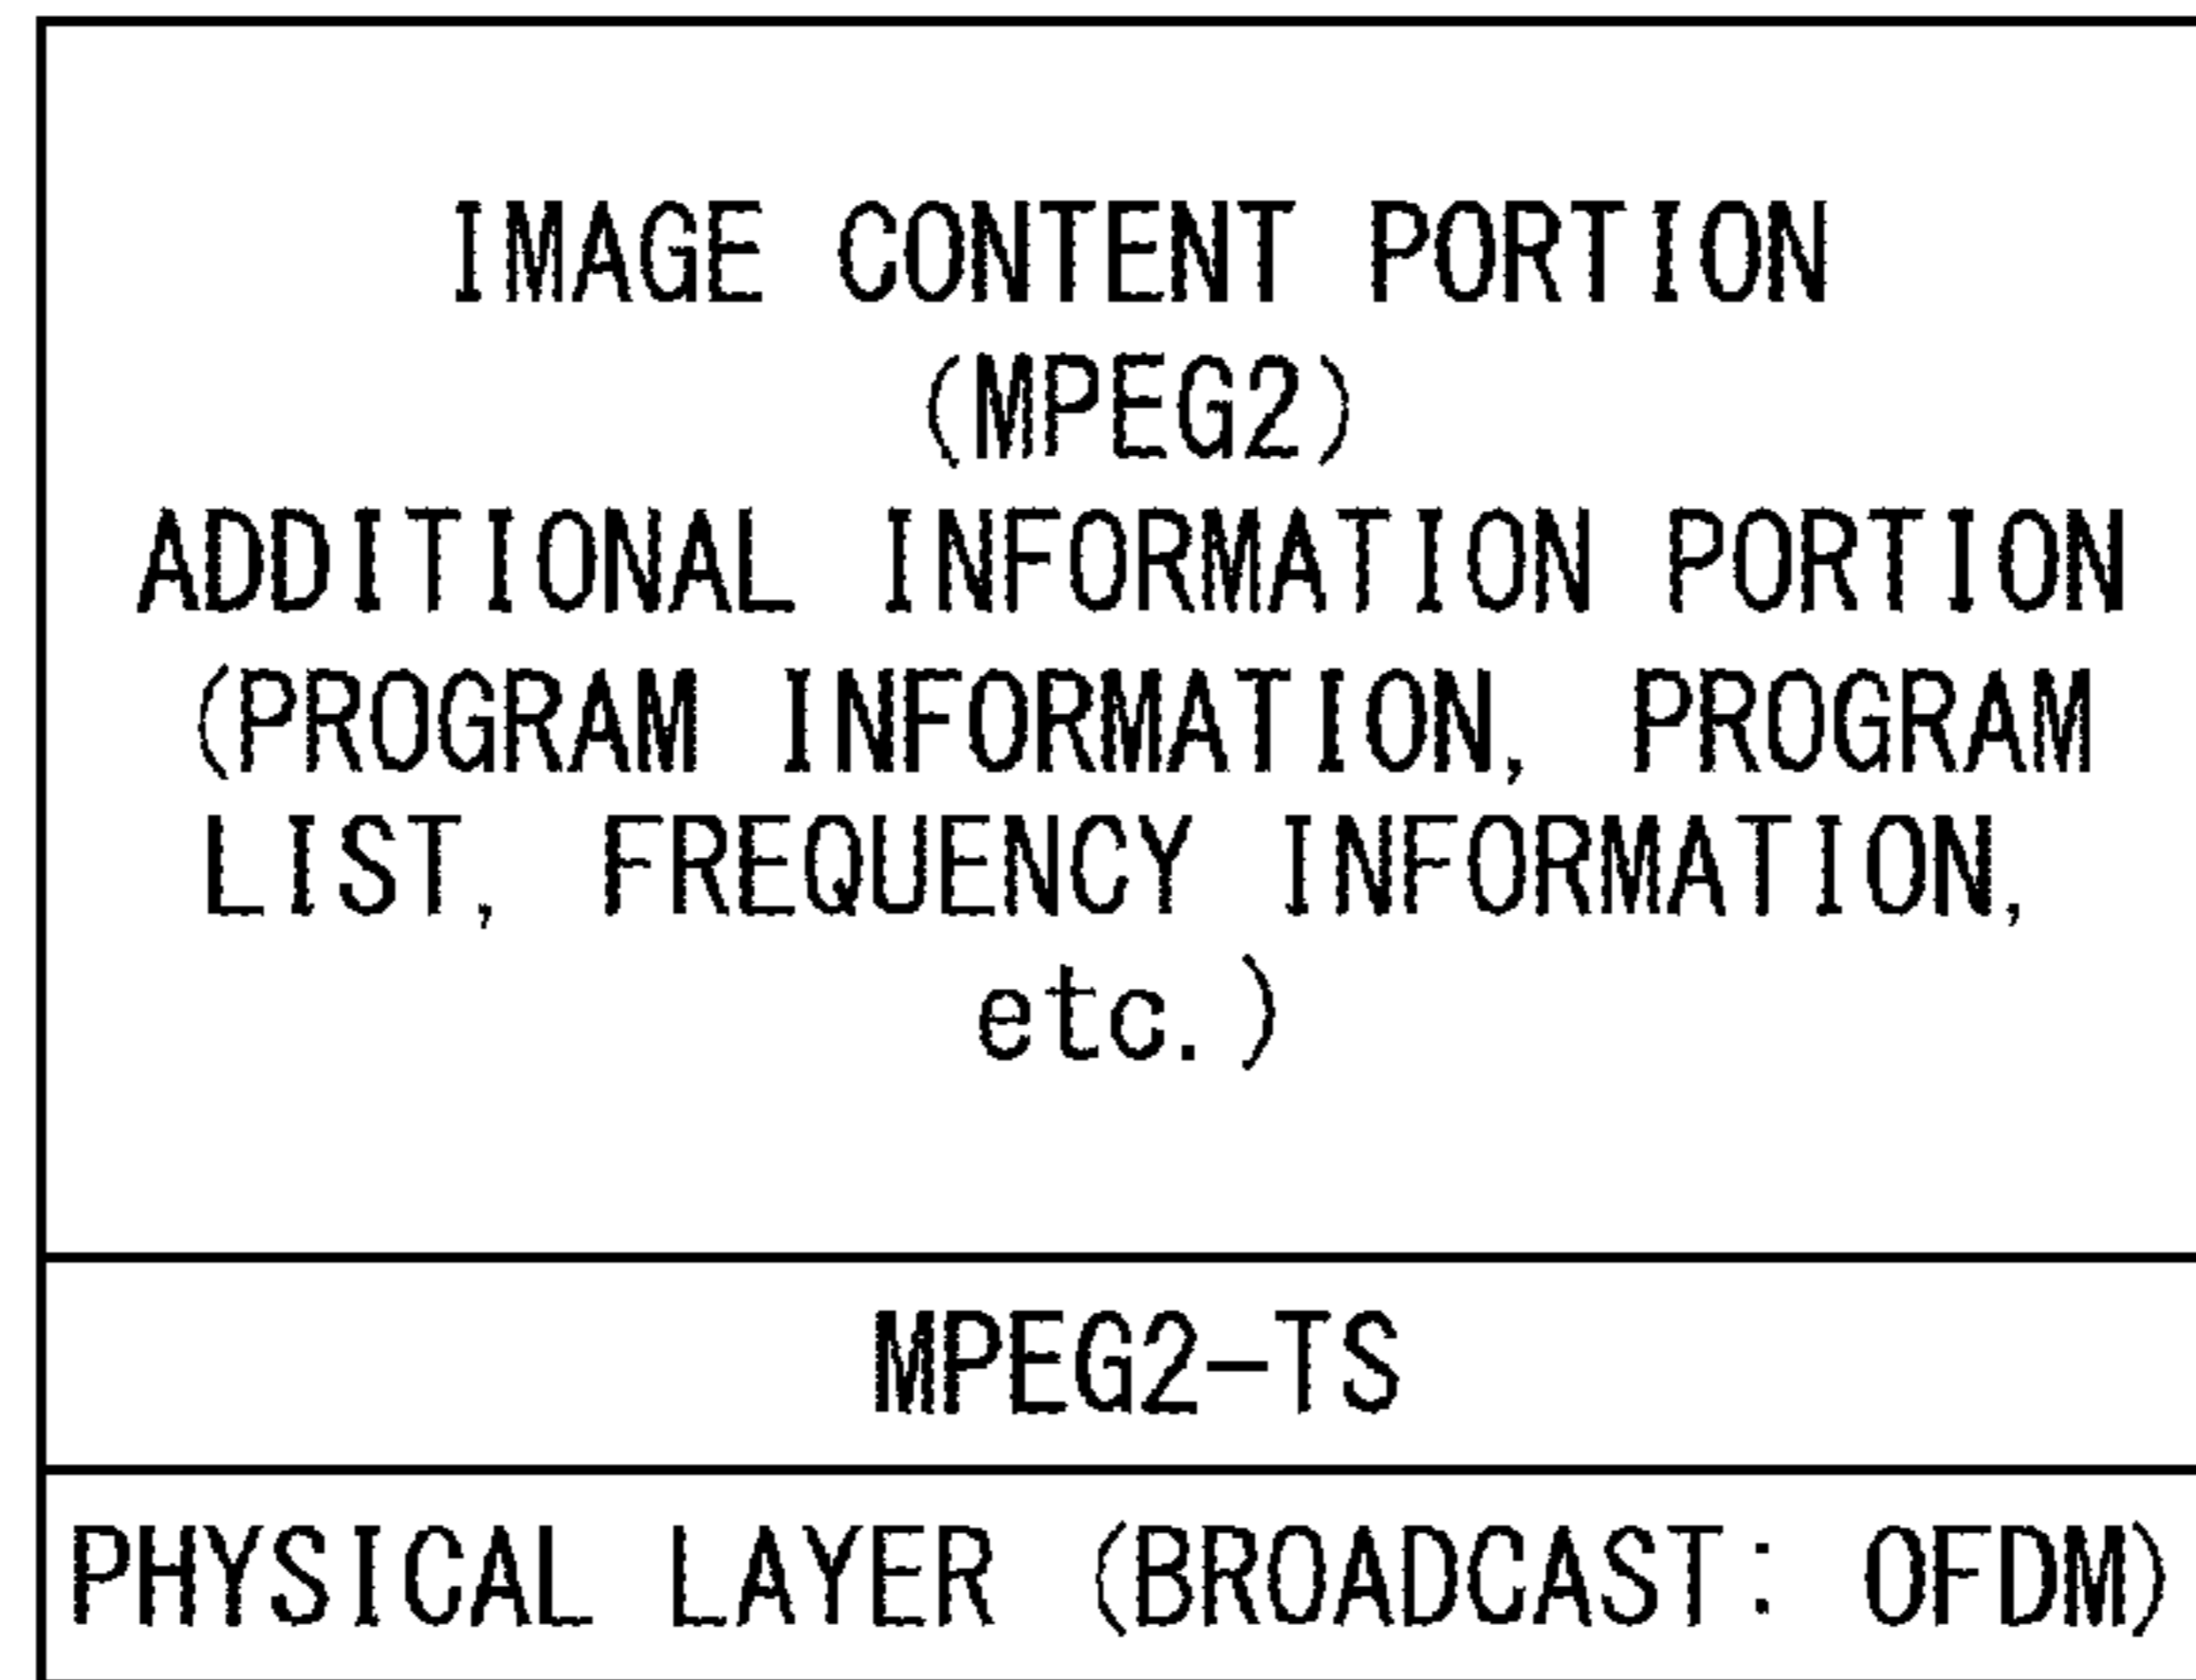 IMAGE CONTENT PORTION
(MPEG2)
ADDITIONAL INFORMATION PORTION
(PROGRAM INFORMATION, PROGRAM
LIST, FREQUENCY INFORMATION,
etc.)
MPEG2-TS
PHYSICAL LAYER (BROADCAST: OFDM)